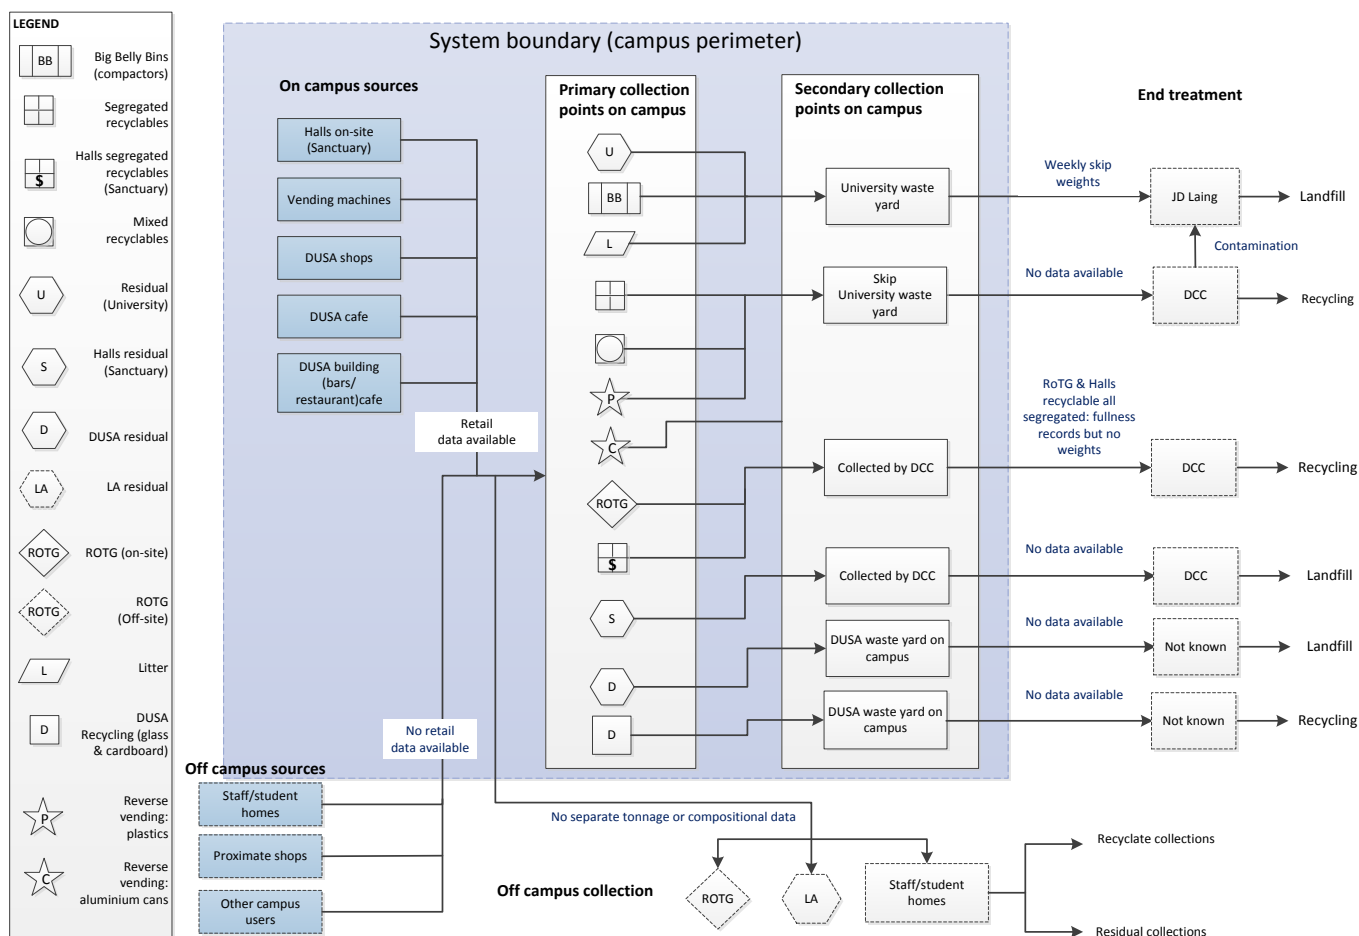 LEGEND
BB
Big Belly Bins
(compactors)
Segregated
recyclables
$
Halls segregated
recyclables
(Sanctuary)
Mixed
recyclables
U
Residual
(University)
S
Halls residual
(Sanctuary)
D
DUSA residual
LA
LA residual
ROTG
ROTG (on-site)
ROTG
ROTG
(Off-site)
L
Litter
D
DUSA
Recycling (glass
& cardboard)
P
Reverse
vending:
plastics
C
Reverse
vending:
aluminium cans
System boundary (campus perimeter)
On campus sources
Halls on-site
(Sanctuary)
Vending machines
DUSA shops
DUSA cafe
DUSA building
(bars/
restaurant)cafe
Retail
data available
No retail
data available
Off campus sources
Staff/student
homes
Proximate shops
Other campus
users
Primary collection
points on campus
U
BB
L
P
C
ROTG
$
S
D
D
Secondary collection
points on campus
University waste
yard
Skip
University waste
yard
Collected by DCC
Collected by DCC
DUSA waste yard on
campus
DUSA waste yard on
campus
End treatment
Weekly skip
weights
JD Laing
Landfill
Contamination
No data available
DCC
Recycling
RoTG & Halls
recyclable all
segregated: fullness
records but no
weights
DCC
Recycling
No data available
DCC
Landfill
No data available
Not known
Landfill
No data available
Not known
Recycling
No separate tonnage or compositional data
Off campus collection
ROTG
LA
Staff/student
homes
Recyclate collections
Residual collections